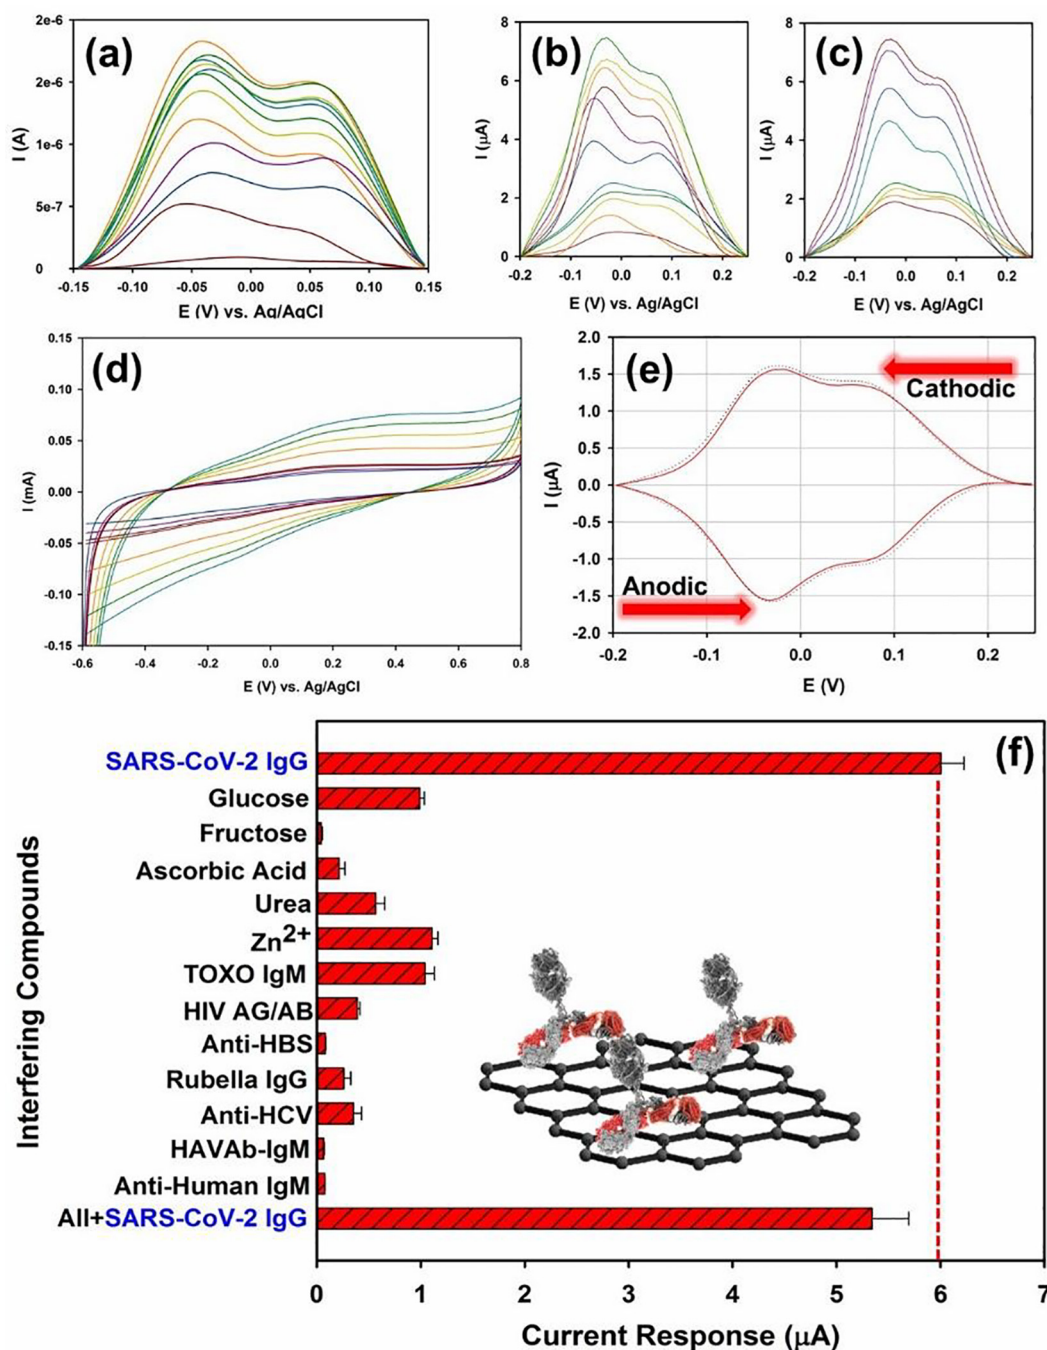 (a)
2e-6
2e-6
1e-6
5e-7
0
I (A)
-0.15 -0.10 -0.05 0.00 0.05 0.10 0.15
E (V) vs. Ag/AgCl
(b)
8
6
4
2
0
I (µA)
-0.2 -0.1 0.0 0.1 0.2
E (V) vs. Ag/AgCl
(c)
8
6
4
2
0
I (µA)
-0.2 -0.1 0.0 0.1 0.2
E (V) vs. Ag/AgCl
(d)
0.15
0.10
0.05
0.00
-0.05
-0.10
-0.15
I (mA)
-0.6 -0.4 -0.2 0.0 0.2 0.4 0.6 0.8
E (V) vs. Ag/AgCl
(e)
2.0
1.5
1.0
0.5
0.0
-0.5
-1.0
-1.5
-2.0
I (µA)
Cathodic
Anodic
-0.2 -0.1 0.0 0.1 0.2
E (V)
(f)
Interfering Compounds
SARS-CoV-2 IgG
Glucose
Fructose
Ascorbic Acid
Urea
Zn2+
TOXO IgM
HIV AG/AB
Anti-HBS
Rubella IgG
Anti-HCV
HAVAb-IgM
Anti-Human IgM
All+SARS-CoV-2 IgG
0 1 2 3 4 5 6 7
Current Response (µA)